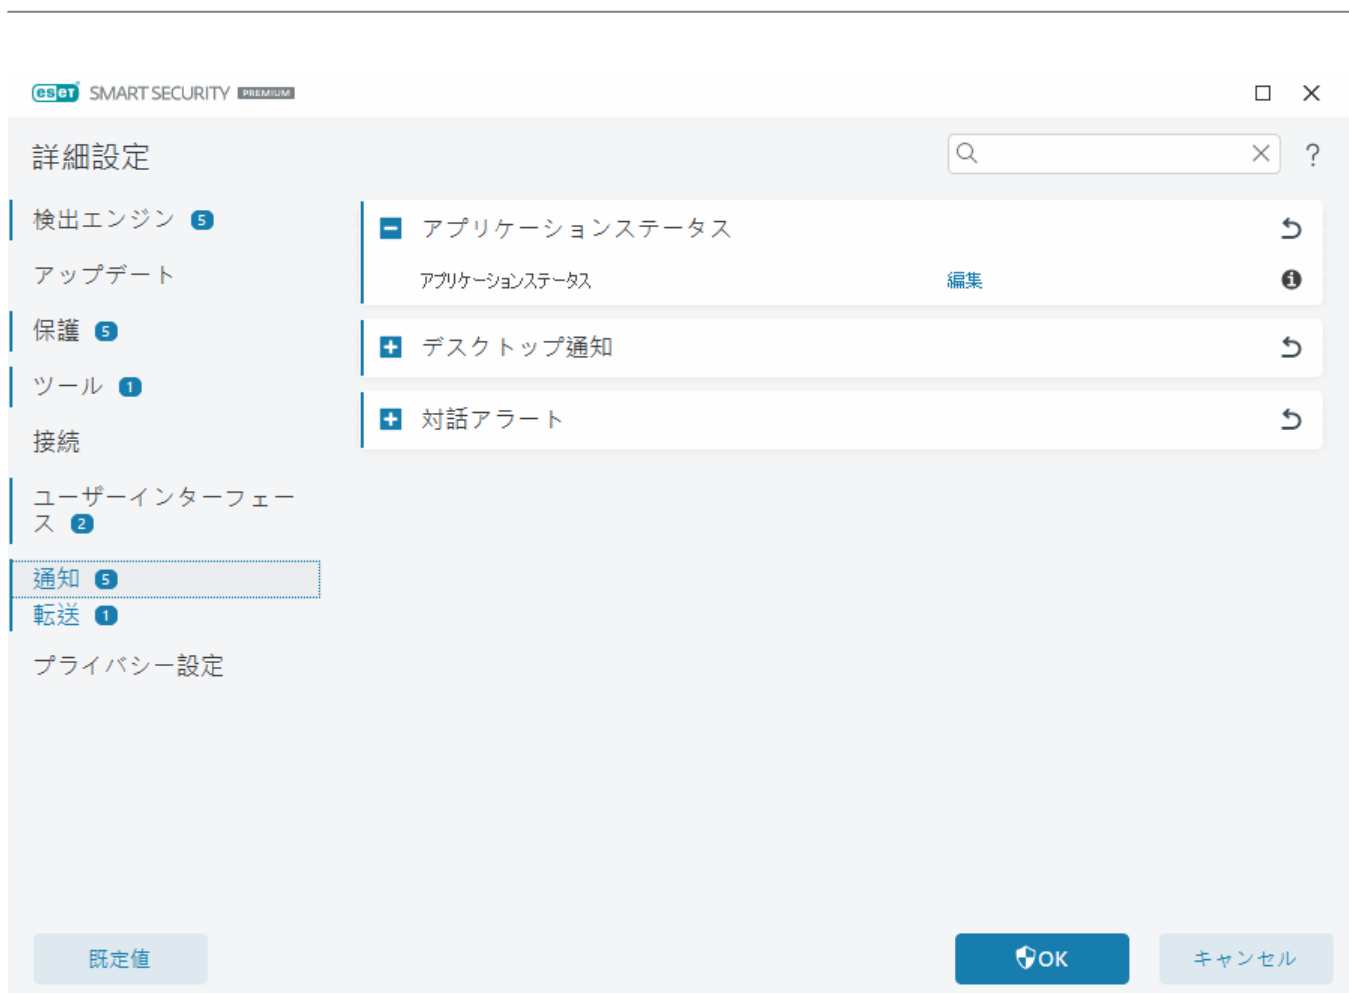 eset SMART SECURITY PREMIUM
詳細設定
?
検出エンジン 5
アップデート
保護 5
ツール 1
接続
ユーザーインターフェー
ス 2
通知 5
転送 1
プライバシー設定
アプリケーションステータス
アプリケーションステータス 編集
デスクトップ通知
対話アラート
既定値
OK
キャンセル